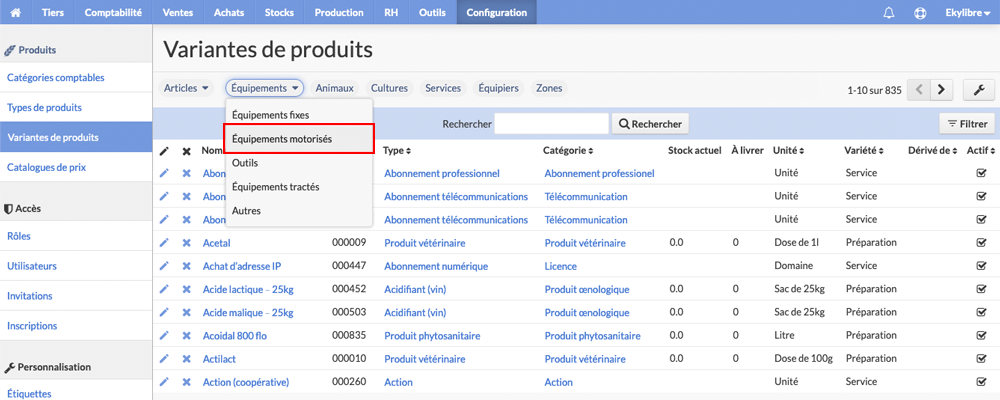 Tiers Comptabilité Ventes Achats Stocks Production RH Outils Configuration Ekylibre
Produits
Catégories comptables
Types de produits
Variantes de produits
Catalogues de prix
Accès
Rôles
Utilisateurs
Invitations
Inscriptions
Personnalisation
Étiquettes
Variantes de produits
Articles Équipements Animaux Cultures Services Équipiers Zones 1-10 sur 835
Équipements fixes
Équipements motorisés
Outils
Équipements tractés
Autres
Rechercher Rechercher Filtrer
Nom Type Catégorie Stock actuel À livrer Unité Variété Dérivé de Actif
Abon Abonnement professionnel Abonnement professionnel Unité Service
Abon Abonnement télécommunications Télécommunication Unité Service
Abon Abonnement télécommunications Télécommunication Unité Service
Acetal 000009 Produit vétérinaire Produit vétérinaire 0.0 0 Dose de 1l Préparation
Achat d'adresse IP 000447 Abonnement numérique Licence Domaine Service
Acide lactique - 25kg 000452 Acidifiant (vin) Produit œnologique 0.0 0 Sac de 25kg Préparation
Acide malique - 25kg 000503 Acidifiant (vin) Produit œnologique 0.0 0 Sac de 25kg Préparation
Acoidal 800 flo 000835 Produit phytosanitaire Produit phytosanitaire 0.0 0 Litre Préparation
Actilact 000010 Produit vétérinaire Produit vétérinaire 0.0 0 Dose de 100g Préparation
Action (coopérative) 000260 Action Action Unité Service